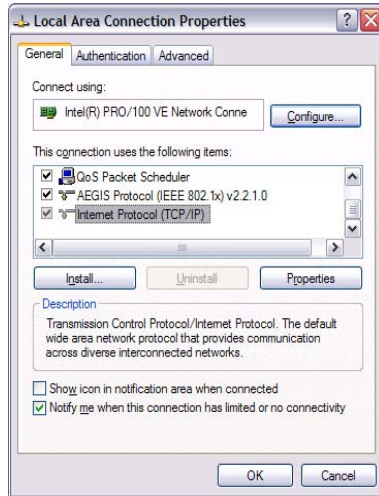 Local Area Connection Properties
General Authentication Advanced
Connect using:
Intel(R) PRO/100 VE Network Conne
Configure...
This connection uses the following items:
QoS Packet Scheduler
AEGIS Protocol (IEEE 802.1x) v2.2.1.0
Internet Protocol (TCP/IP)
Install... Uninstall Properties
Description
Transmission Control Protocol/Internet Protocol. The default
wide area network protocol that provides communication
across diverse interconnected networks.
Show icon in notification area when connected
Notify me when this connection has limited or no connectivity
OK Cancel